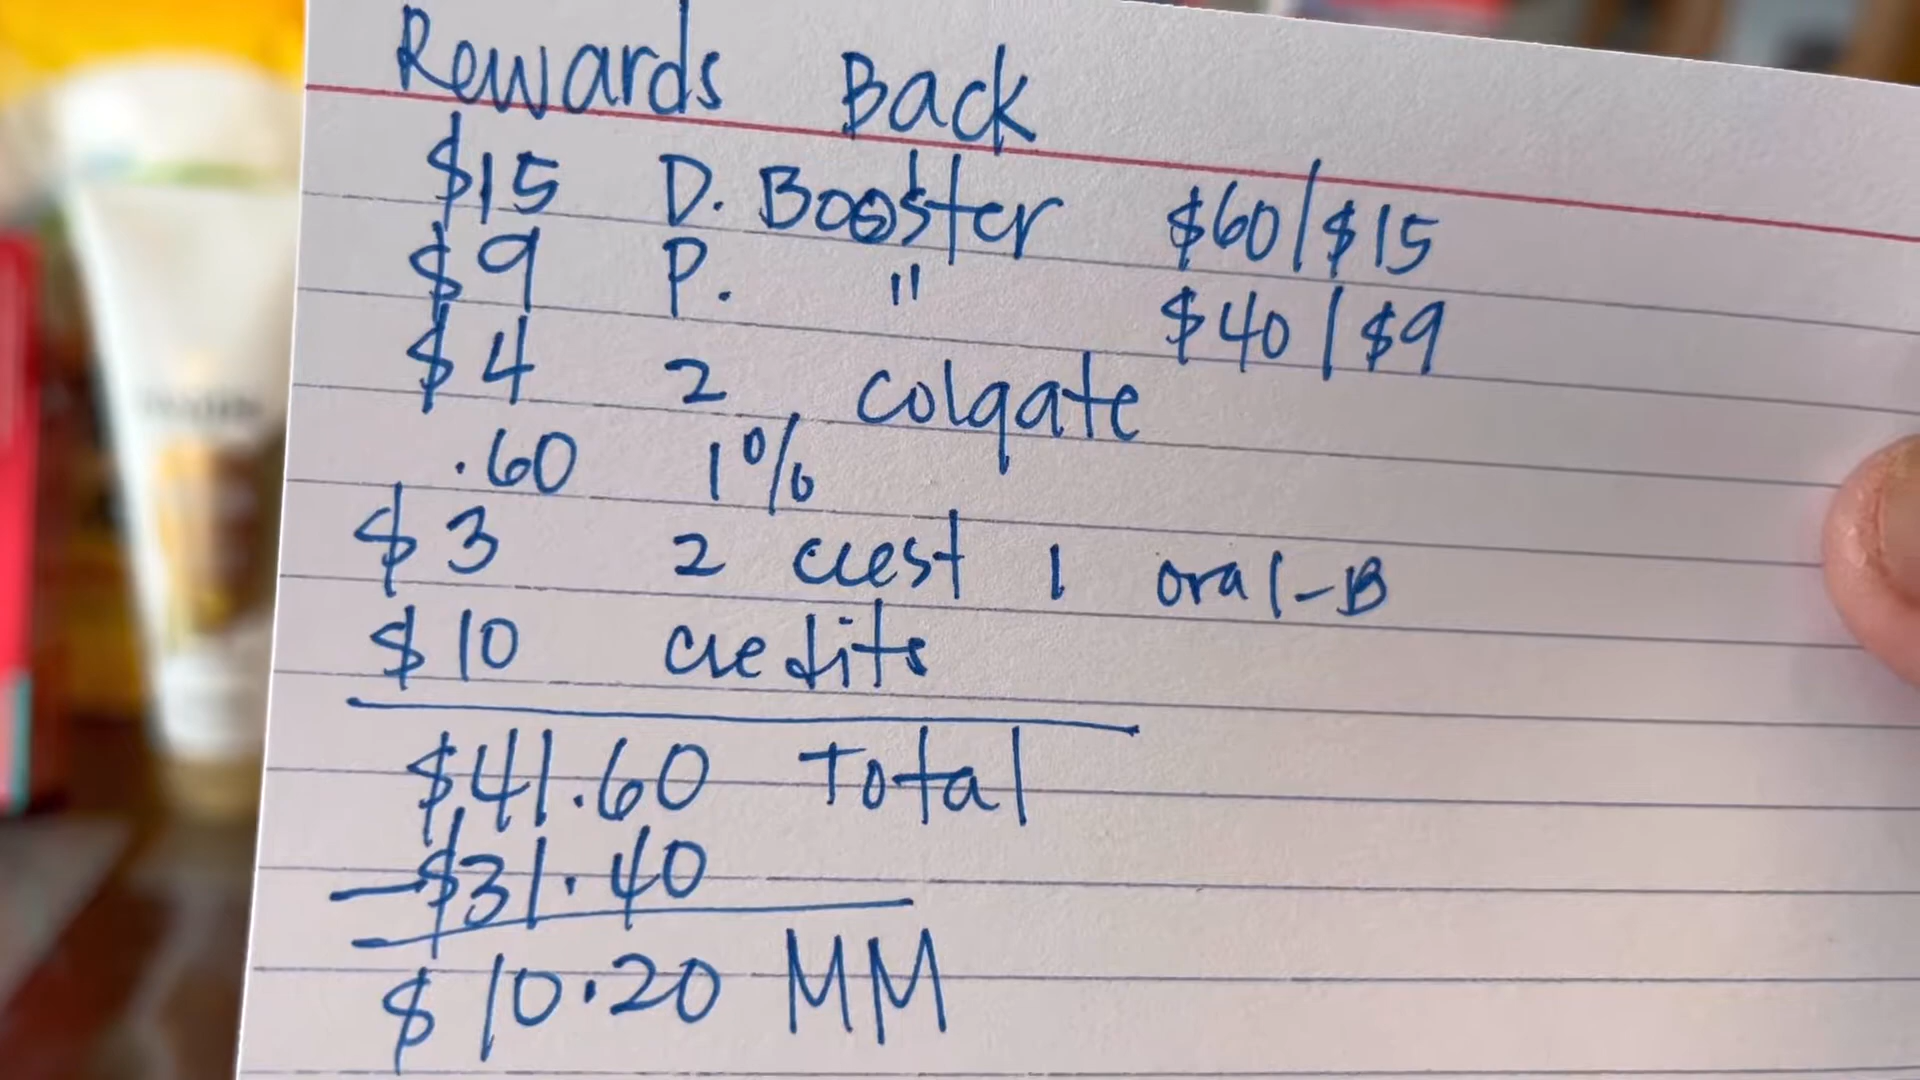 Rewards Back
$15 D. Booster $60/$15
$9 P. " $40/$9
$4 2 Colgate
.60 1%
$3 2 crest 1 oral-B
$10 credits
$41.60 Total
-$31.40
$10.20 MM